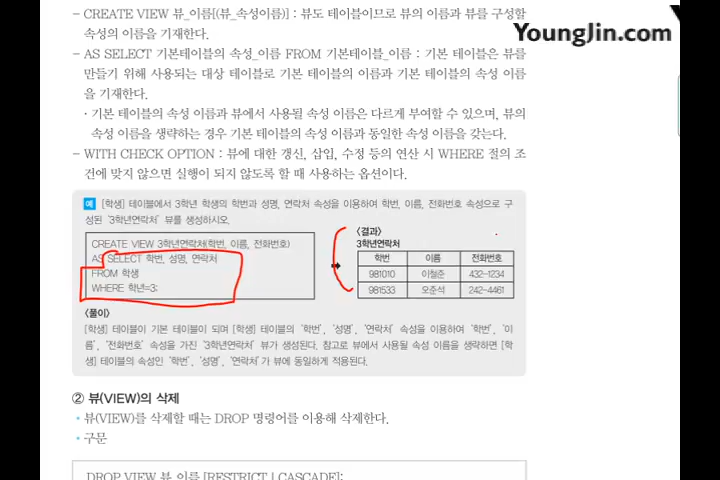 - CREATE VIEW 뷰_이름[(뷰_속성이름)] : 뷰도 테이블이므로 뷰의 이름과 뷰를 구성할
속성의 이름을 기재한다.
YoungJin.com
- AS SELECT 기본테이블의 속성_이름 FROM 기본테이블_이름 : 기본 테이블은 뷰를
만들기 위해 사용되는 대상 테이블로 기본 테이블의 이름과 기본 테이블의 속성 이름
을 기재한다.
· 기본 테이블의 속성 이름과 뷰에서 사용될 속성 이름은 다르게 부여할 수 있으며, 뷰의
속성 이름을 생략하는 경우 기본 테이블의 속성 이름과 동일한 속성 이름을 갖는다.
- WITH CHECK OPTION : 뷰에 대한 갱신, 삽입, 수정 등의 연산 시 WHERE 절의 조
건에 맞지 않으면 실행이 되지 않도록 할 때 사용하는 옵션이다.
예 [학생] 테이블에서 3학년 학생의 학번과 성명, 연락처 속성을 이용하여 학번, 이름, 전화번호 속성으로 구
성된 '3학년연락처' 뷰를 생성하시오.
CREATE VIEW 3학년연락처(학번, 이름, 전화번호)
AS SELECT 학번, 성명, 연락처
FROM 학생
WHERE 학년=3;
<결과>
3학년연락처
학번 이름 전화번호
981010 이철준 432-1234
981533 오준석 242-4461
<풀이>
[학생] 테이블이 기본 테이블이 되며 [학생] 테이블의 '학번', '성명', '연락처' 속성을 이용하여 '학번', '이
름', '전화번호' 속성을 가진 '3학년연락처' 뷰가 생성된다. 참고로 뷰에서 사용될 속성 이름을 생략하면 [학
생] 테이블의 속성인 '학번', '성명', '연락처'가 뷰에 동일하게 적용된다.
② 뷰(VIEW)의 삭제
• 뷰(VIEW)를 삭제할 때는 DROP 명령어를 이용해 삭제한다.
• 구문
DROP VIEW 뷰_이름 [RESTRICT | CASCADE];